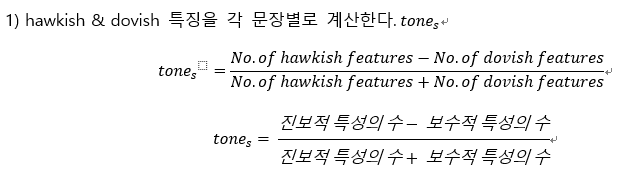 1) hawkish & dovish 특징을 각 문장별로 계산한다. tone_s
tone_s = (No. of hawkish features − No. of dovish features) / (No. of hawkish features + No. of dovish features)
tone_s = (진보적 특성의 수 − 보수적 특성의 수) / (진보적 특성의 수 + 보수적 특성의 수)